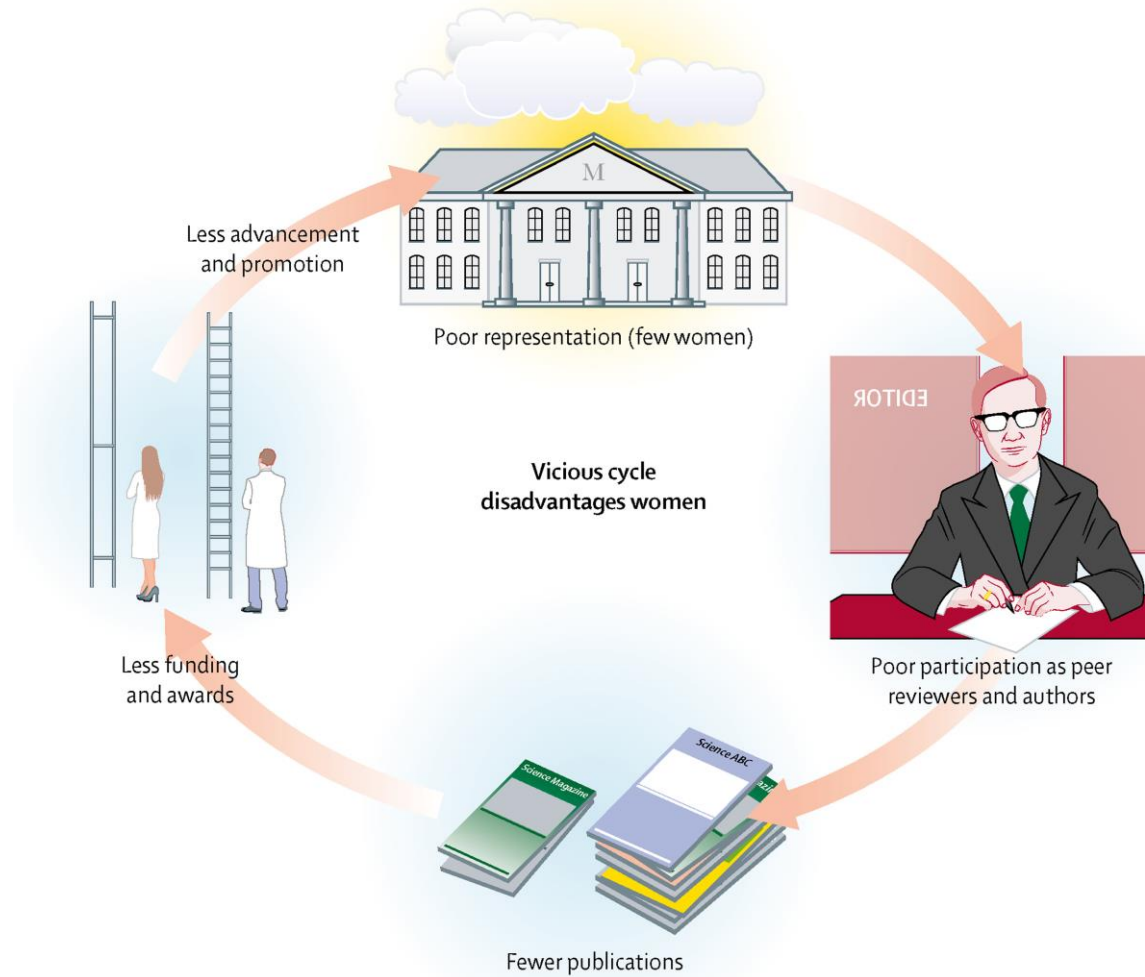 M
Less advancement
and promotion
Poor representation (few women)
EDITOR
Vicious cycle
disadvantages women
Less funding
and awards
Poor participation as peer
reviewers and authors
Science Magazine
Science ABC
Fewer publications